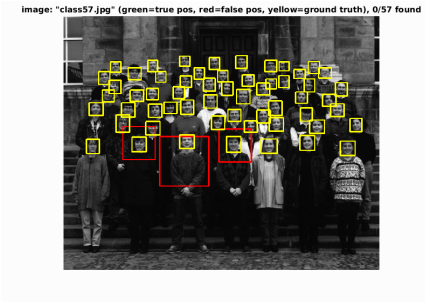 image: "class57.jpg" (green=true pos, red=false pos, yellow=ground truth), 0/57 found